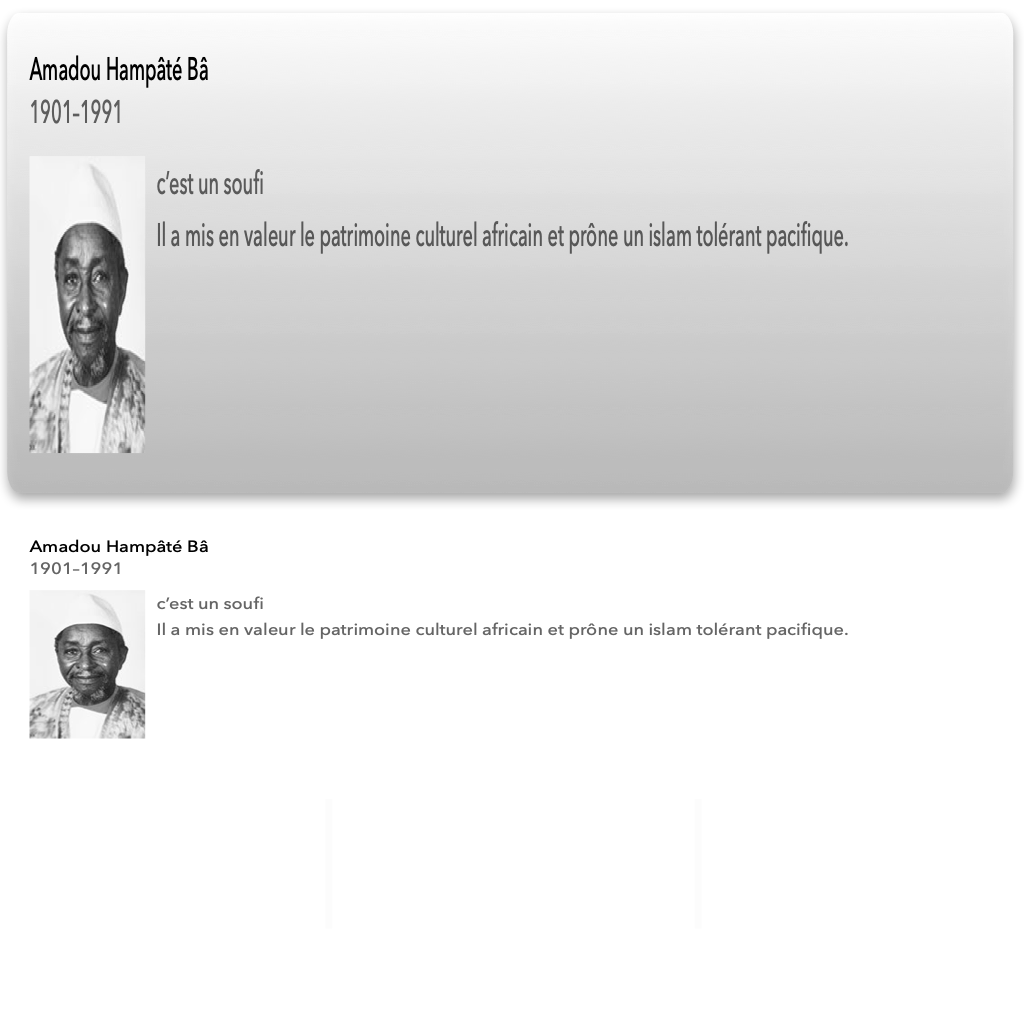 Amadou Hampâté Bâ
1901–1991
c’est un soufi
Il a mis en valeur le patrimoine culturel africain et prône un islam tolérant pacifique.
Amadou Hampâté Bâ
1901–1991
c’est un soufi
Il a mis en valeur le patrimoine culturel africain et prône un islam tolérant pacifique.